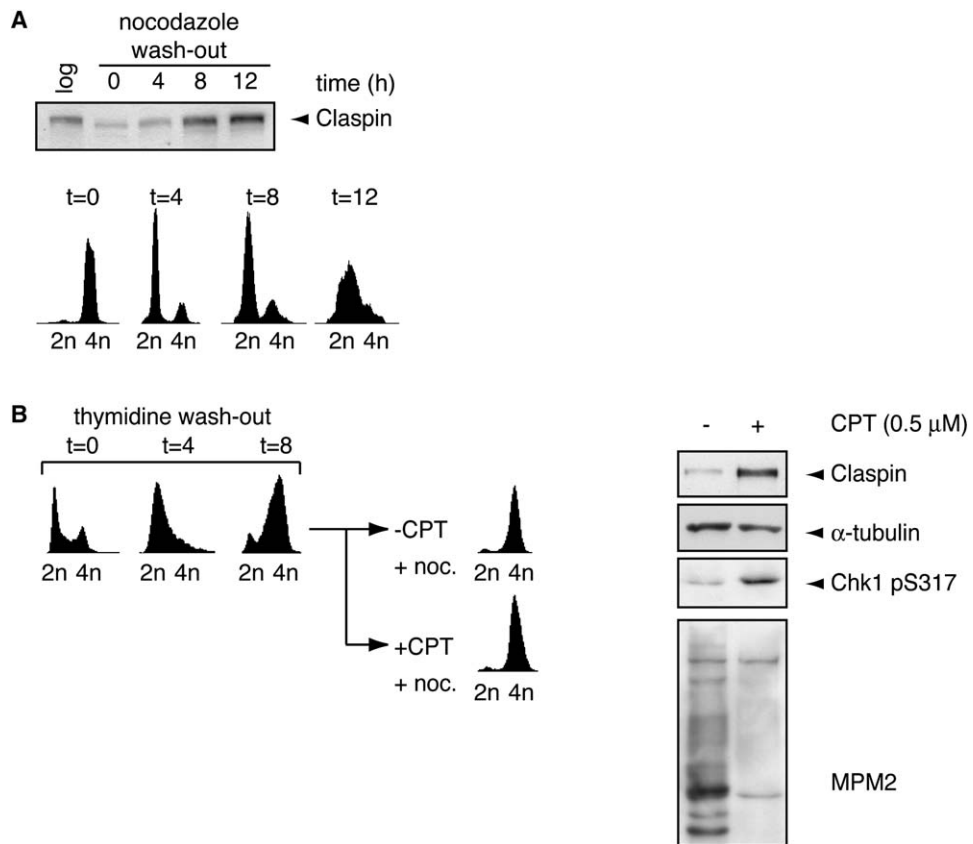 A
nocodazole
wash-out
log
0 4 8 12 time (h)
Claspin
t=0 t=4 t=8 t=12
2n 4n 2n 4n 2n 4n 2n 4n
B
thymidine wash-out
t=0 t=4 t=8
2n 4n 2n 4n 2n 4n
-CPT
+ noc. 2n 4n
+CPT
+ noc. 2n 4n
- + CPT (0.5 μM)
Claspin
α-tubulin
Chk1 pS317
MPM2